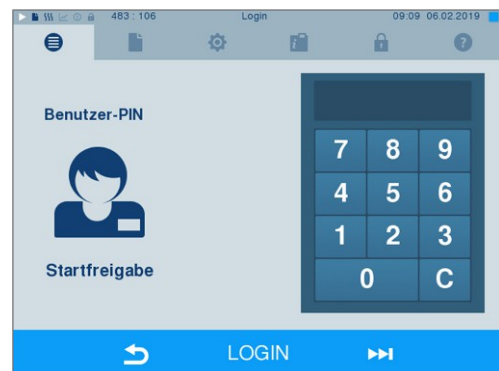 483 : 106 Login 09:09 06.02.2019
Benutzer-PIN
7 8 9
4 5 6
1 2 3
0 C
Startfreigabe
LOGIN